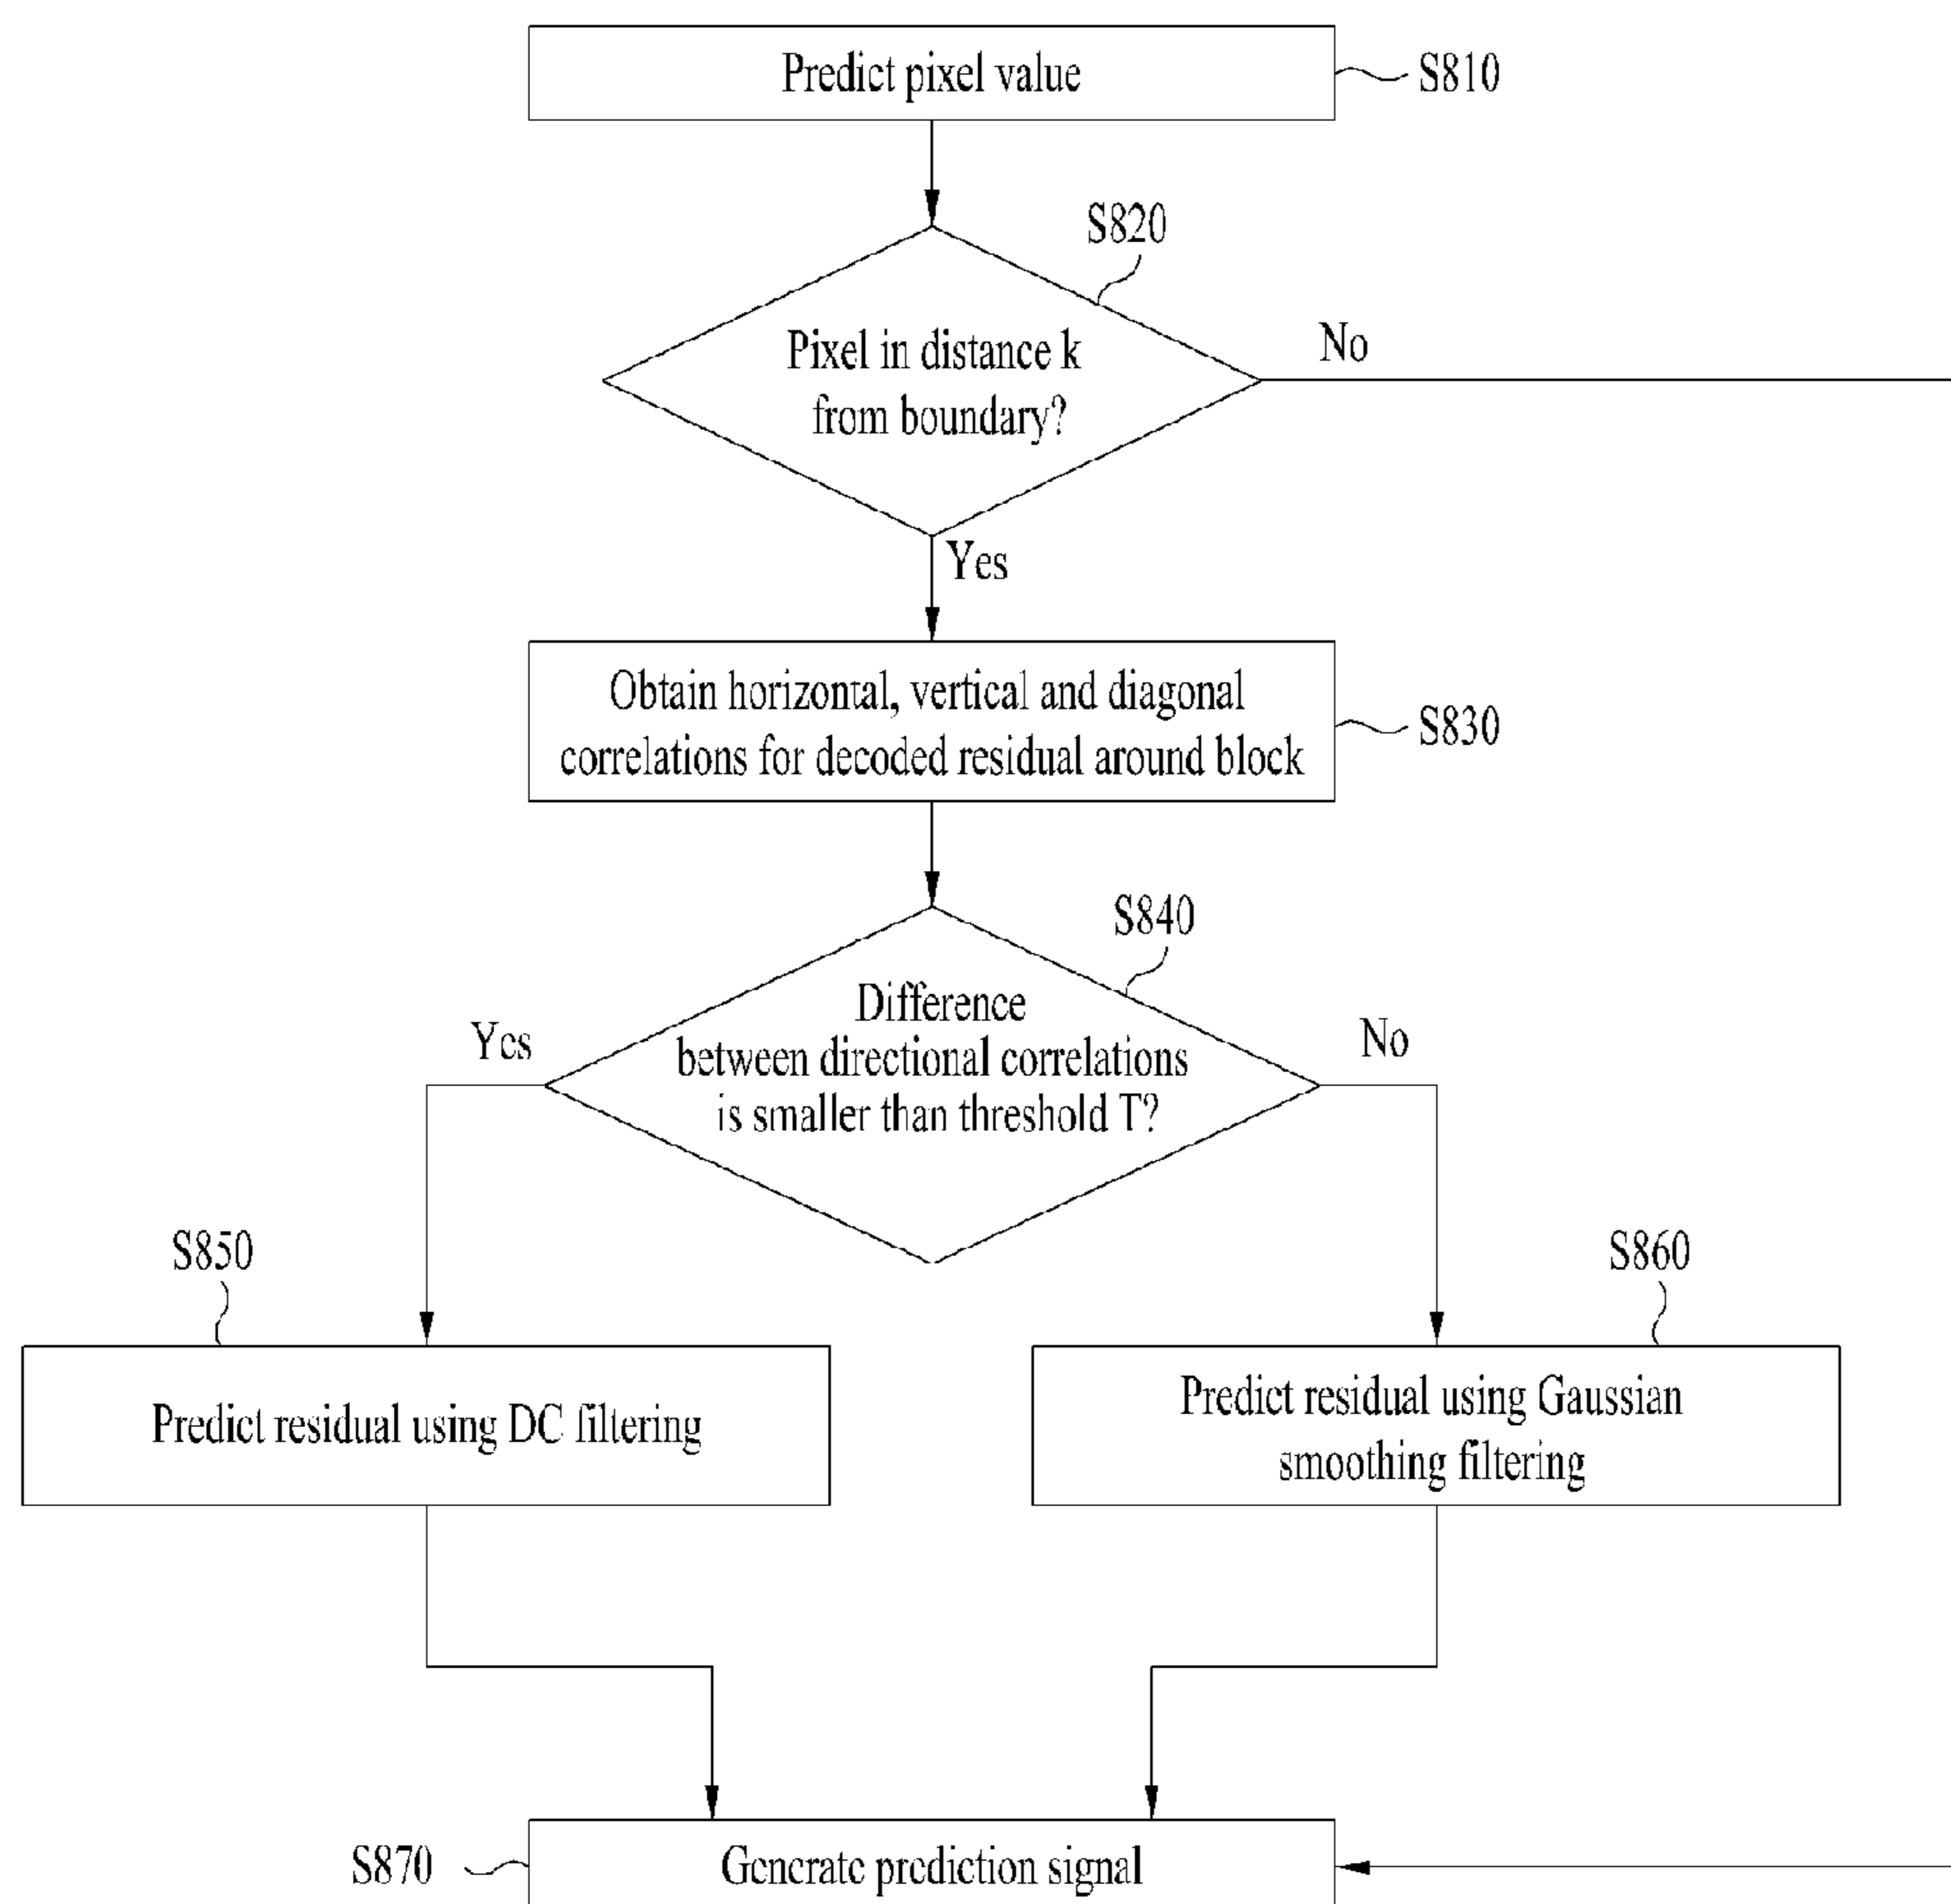 Predict pixel value
S810
S820
Pixel in distance k
from boundary?
No
Yes
Obtain horizontal, vertical and diagonal
correlations for decoded residual around block
S830
S840
Difference
between directional correlations
is smaller than threshold T?
Yes
No
S850
S860
Predict residual using DC filtering
Predict residual using Gaussian
smoothing filtering
S870
Generate prediction signal